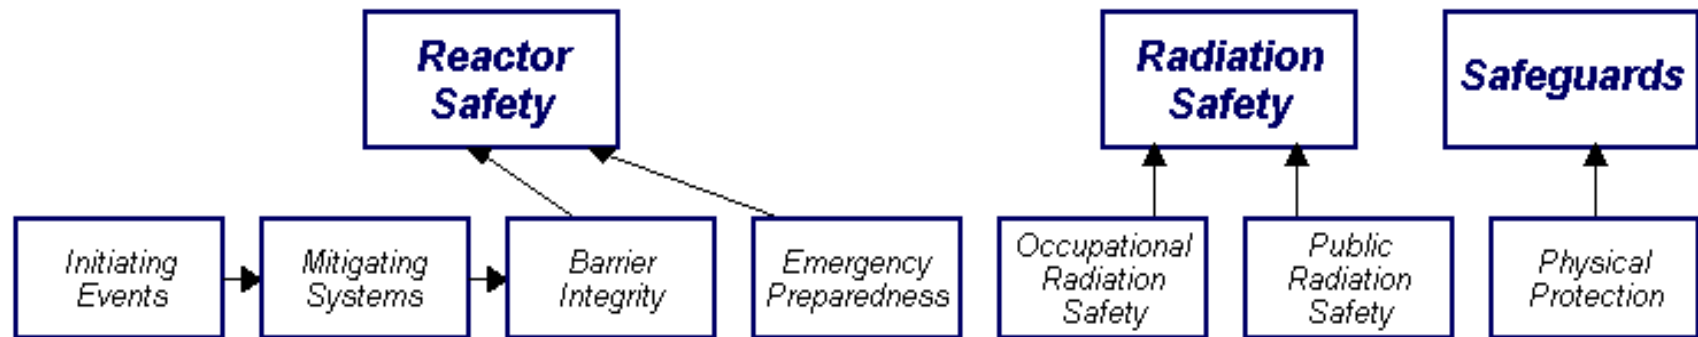 Reactor
Safety
Radiation
Safety
Safeguards
Initiating
Events
Mitigating
Systems
Barrier
Integrity
Emergency
Preparedness
Occupational
Radiation
Safety
Public
Radiation
Safety
Physical
Protection